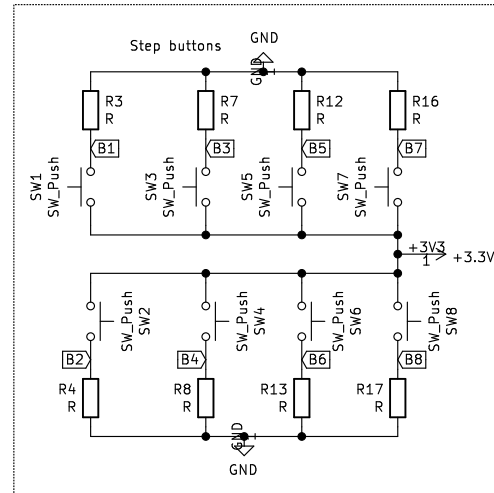 GND
Step buttons
GND
1
R3
R
R7
R
R12
R
R16
R
B1
B3
B5
B7
SW1
SW_Push
SW3
SW_Push
SW5
SW_Push
SW7
SW_Push
+3V3
1
+3.3V
SW_Push
SW2
SW_Push
SW4
SW_Push
SW6
SW_Push
SW8
B2
B4
B6
B8
R4
R
R8
R
R13
R
R17
R
GND
1
GND